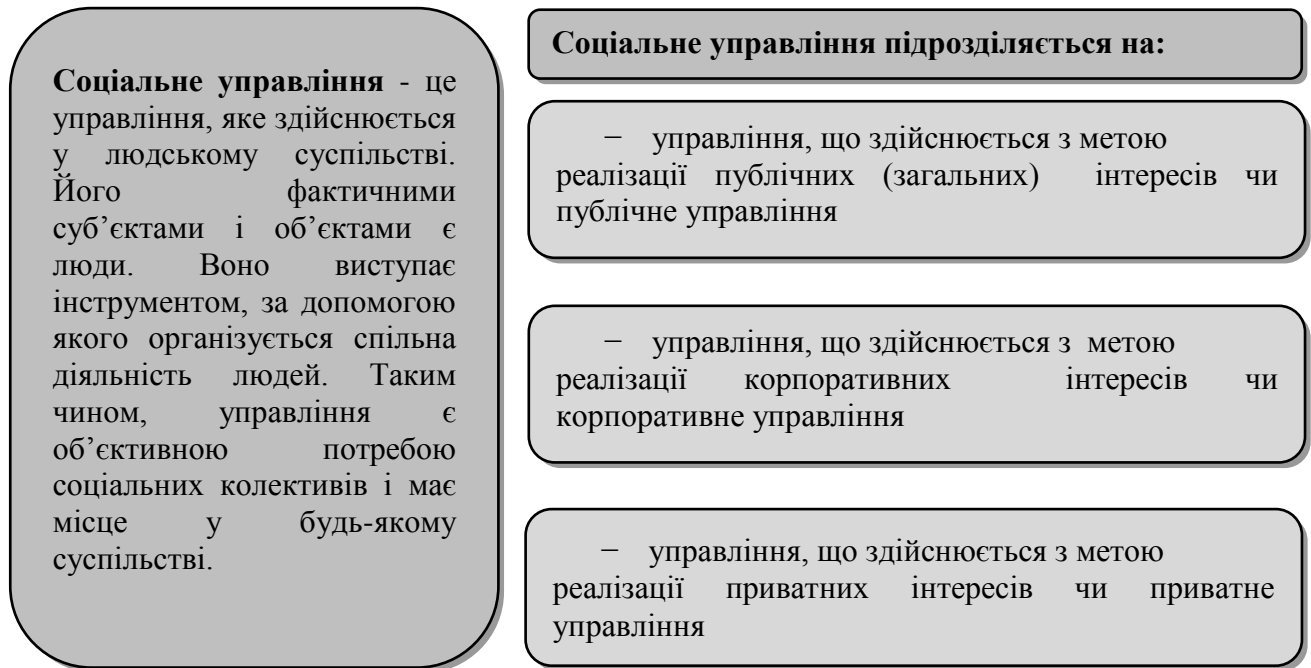 Соціальне управління - це
управління, яке здійснюється
у людському суспільстві.
Його фактичними
суб’єктами і об’єктами є
люди. Воно виступає
інструментом, за допомогою
якого організується спільна
діяльність людей. Таким
чином, управління є
об’єктивною потребою
соціальних колективів і має
місце у будь-якому
суспільстві.
Соціальне управління підрозділяється на:
− управління, що здійснюється з метою
реалізації публічних (загальних) інтересів чи
публічне управління
− управління, що здійснюється з метою
реалізації корпоративних інтересів чи
корпоративне управління
− управління, що здійснюється з метою
реалізації приватних інтересів чи приватне
управління